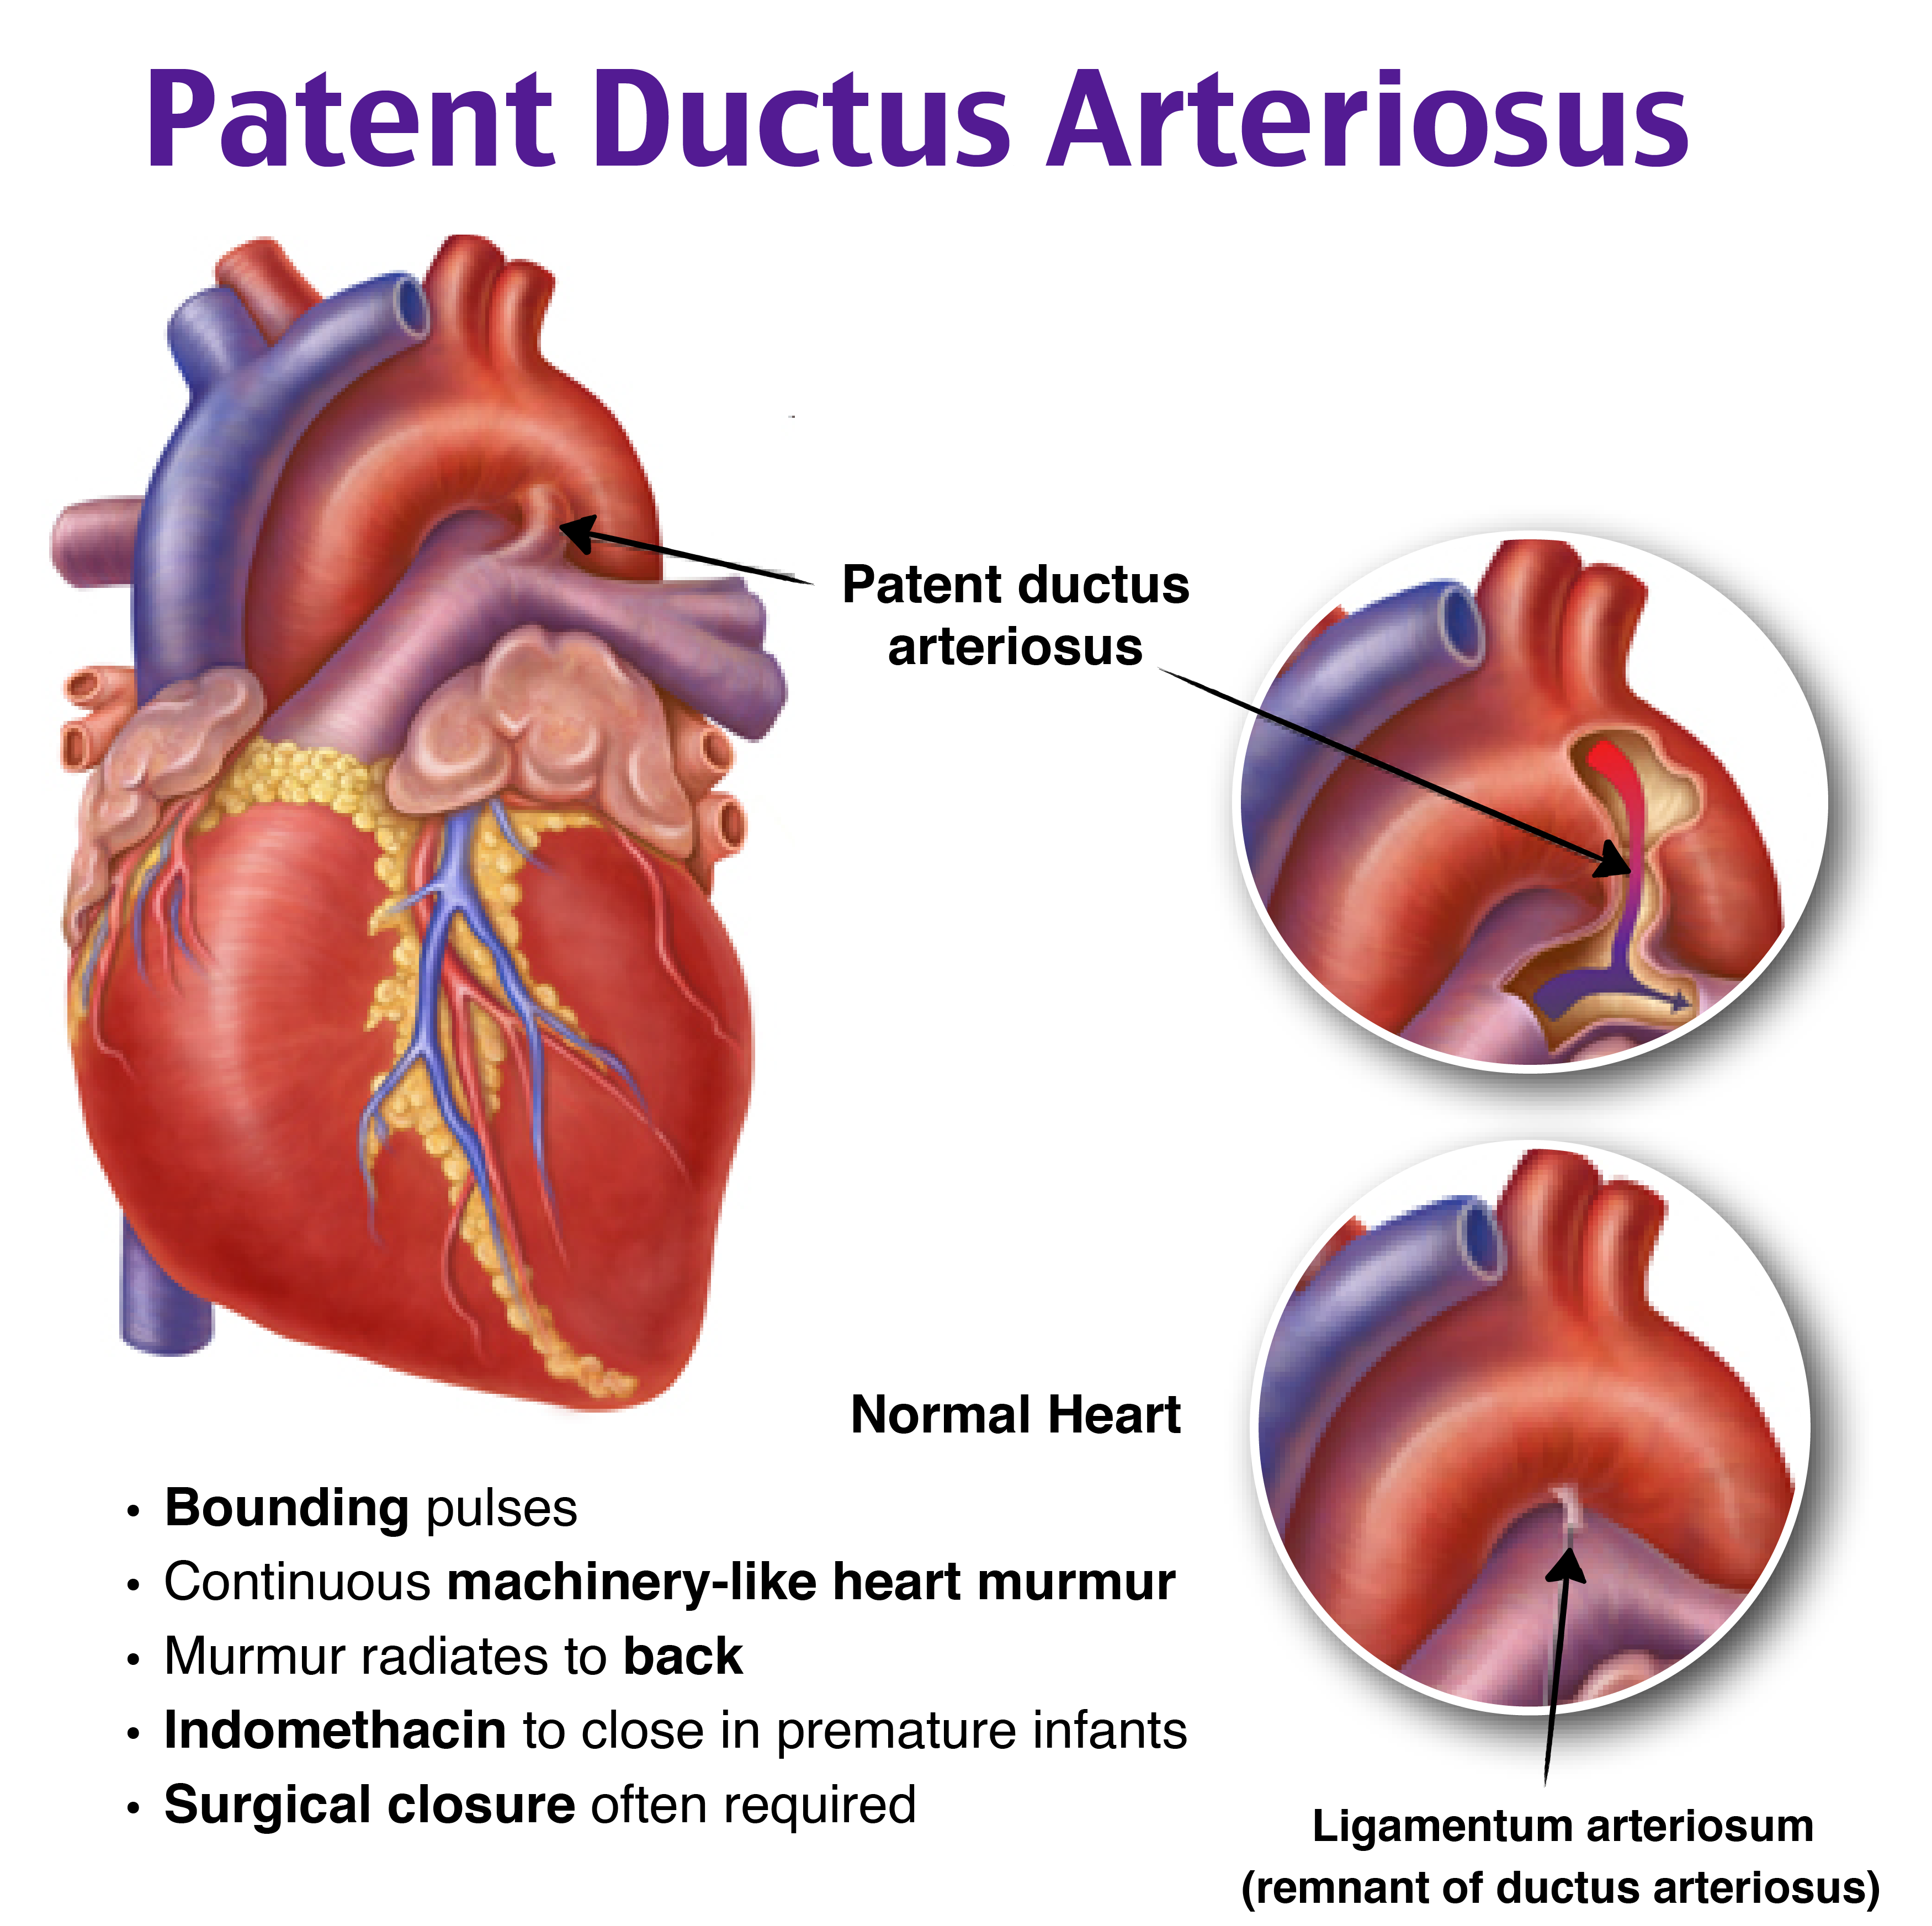 Patent Ductus Arteriosus
Patent ductus
arteriosus
Normal Heart
• Bounding pulses
• Continuous machinery-like heart murmur
• Murmur radiates to back
• Indomethacin to close in premature infants
• Surgical closure often required
Ligamentum arteriosum
(remnant of ductus arteriosus)